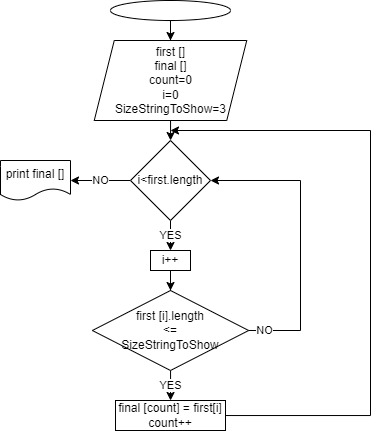 first []
final []
count=0
i=0
SizeStringToShow=3
i<first.length
NO
print final []
YES
i++
first [i].length
<=
SizeStringToShow
NO
YES
final [count] = first[i]
count++